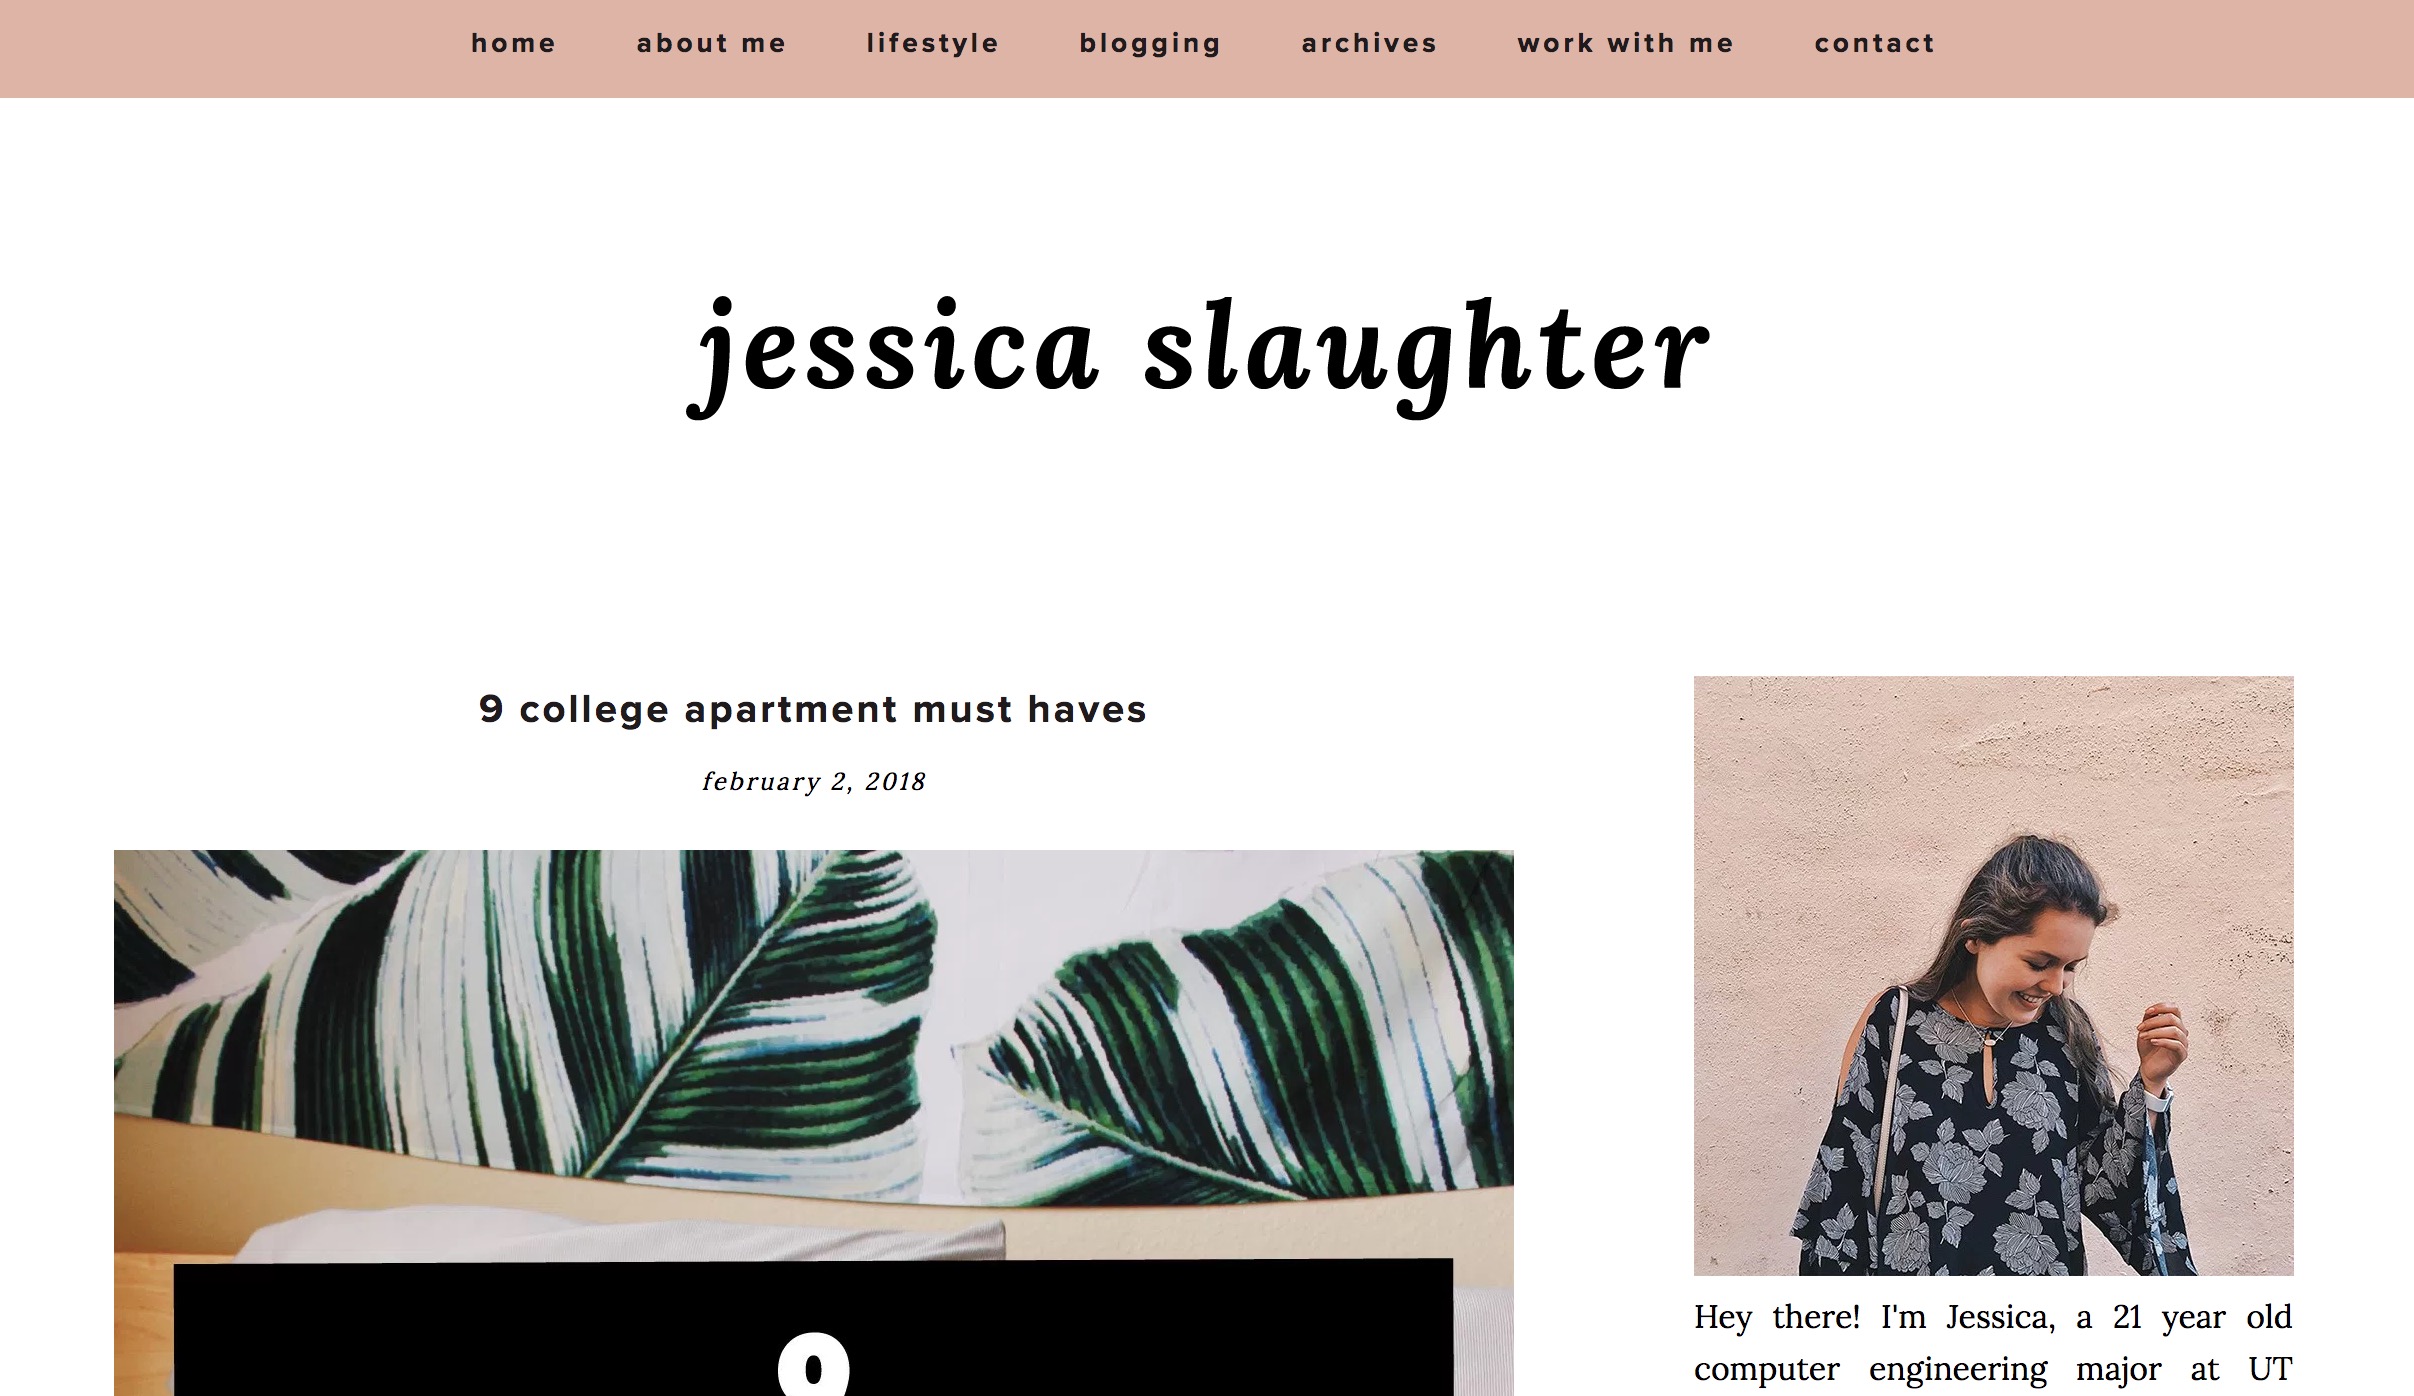 home about me lifestyle blogging archives work with me contact
jessica slaughter
9 college apartment must haves
february 2, 2018
Hey there! I'm Jessica, a 21 year old
computer engineering major at UT